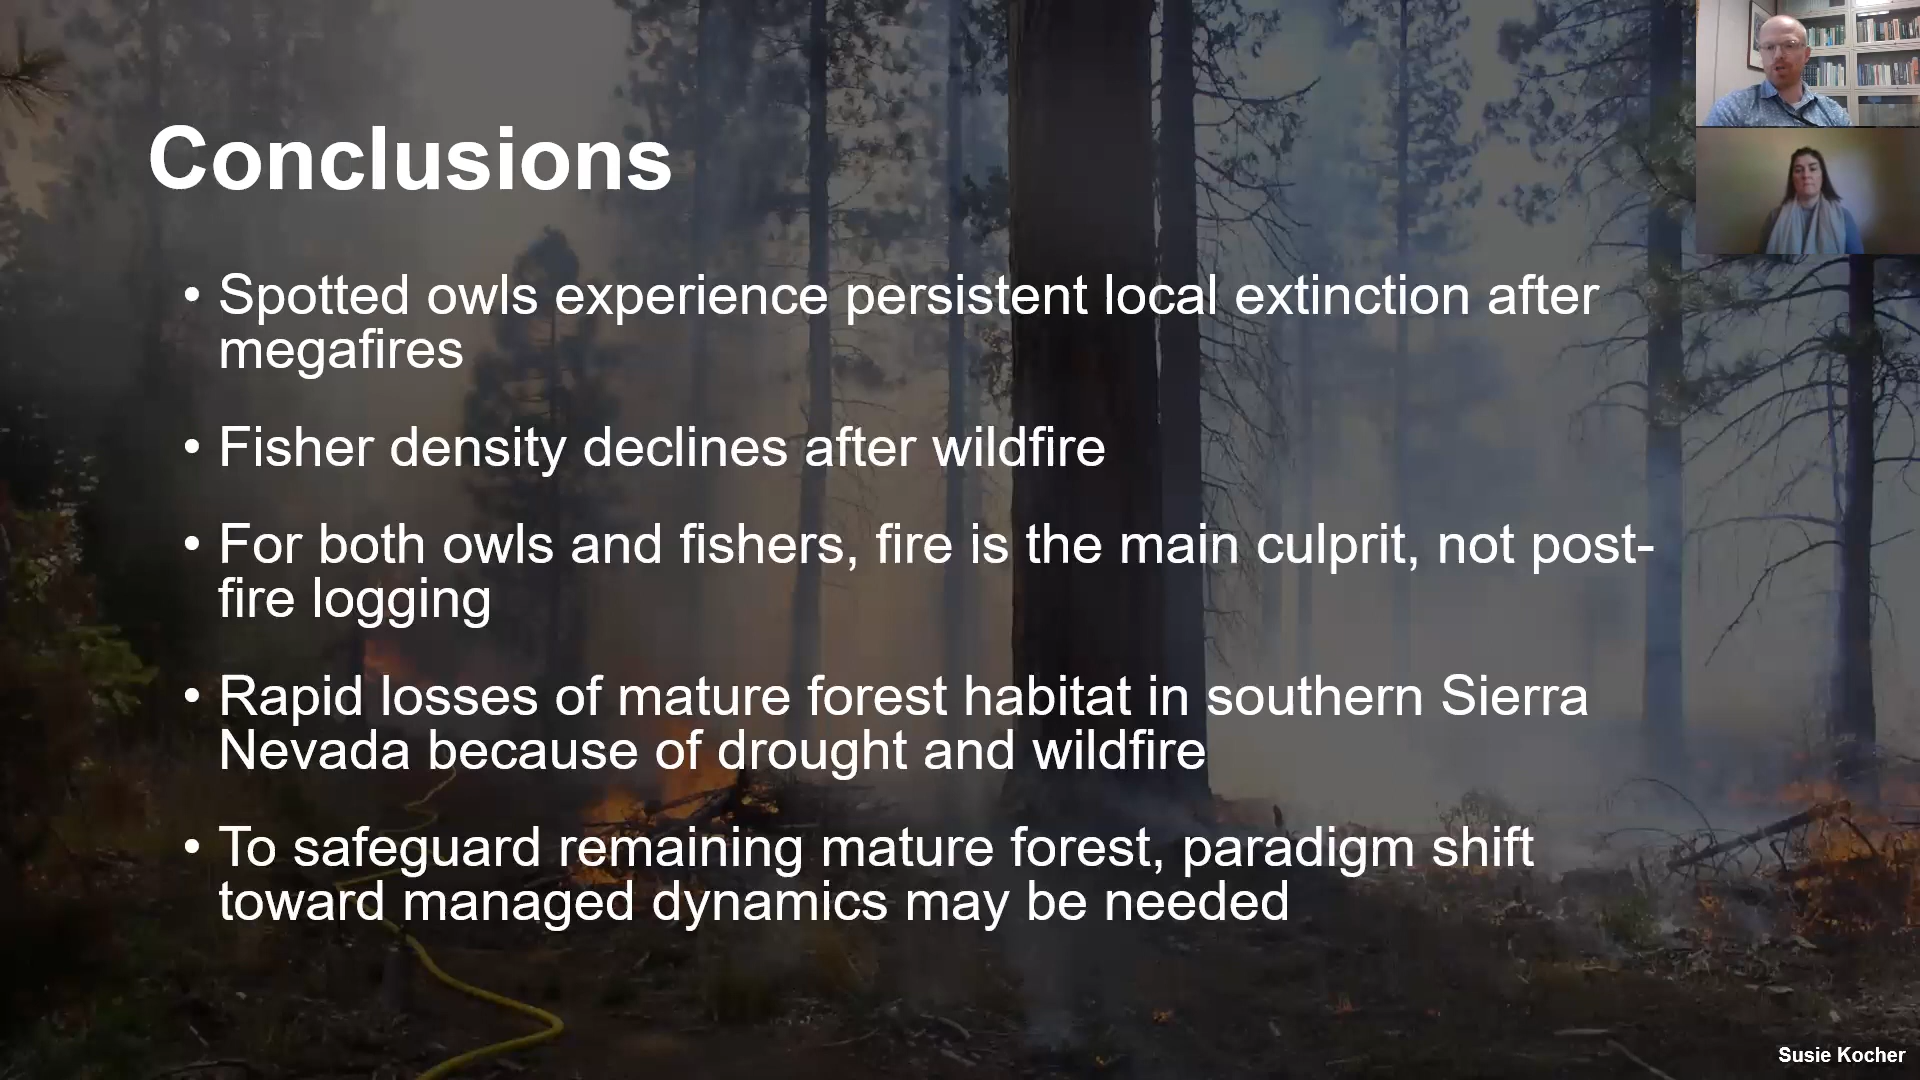 Conclusions
• Spotted owls experience persistent local extinction after
megafires
• Fisher density declines after wildfire
• For both owls and fishers, fire is the main culprit, not post-
fire logging
• Rapid losses of mature forest habitat in southern Sierra
Nevada because of drought and wildfire
• To safeguard remaining mature forest, paradigm shift
toward managed dynamics may be needed
Susie Kocher